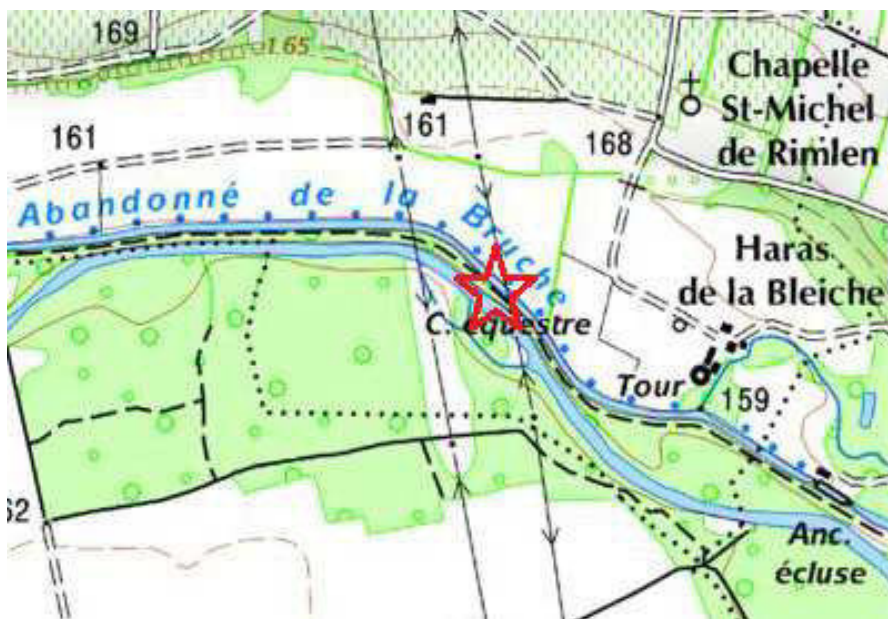 169
165
Chapelle
St-Michel
de Rimlen
161
161
168
Abandonné de la Bruche
Haras
de la Bleiche
C. équestre
Tour
159
62
Anc.
écluse